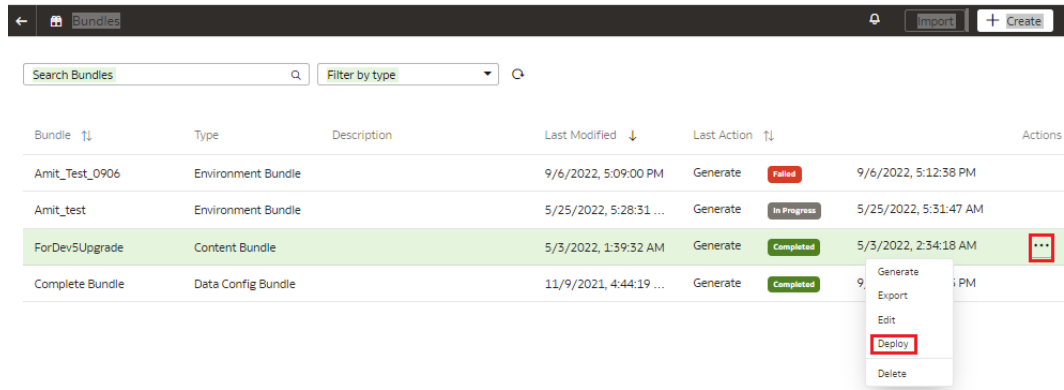 Bundles Import + Create
Search Bundles Filter by type
Bundle Type Description Last Modified Last Action Actions
Amit_Test_0906 Environment Bundle 9/6/2022, 5:09:00 PM Generate Failed 9/6/2022, 5:12:38 PM
Amit_test Environment Bundle 5/25/2022, 5:28:31 ... Generate In Progress 5/25/2022, 5:31:47 AM
ForDev5Upgrade Content Bundle 5/3/2022, 1:39:32 AM Generate Completed 5/3/2022, 2:34:18 AM ...
Complete Bundle Data Config Bundle 11/9/2021, 4:44:19 ... Generate Completed 9 PM
Generate
Export
Edit
Deploy
Delete